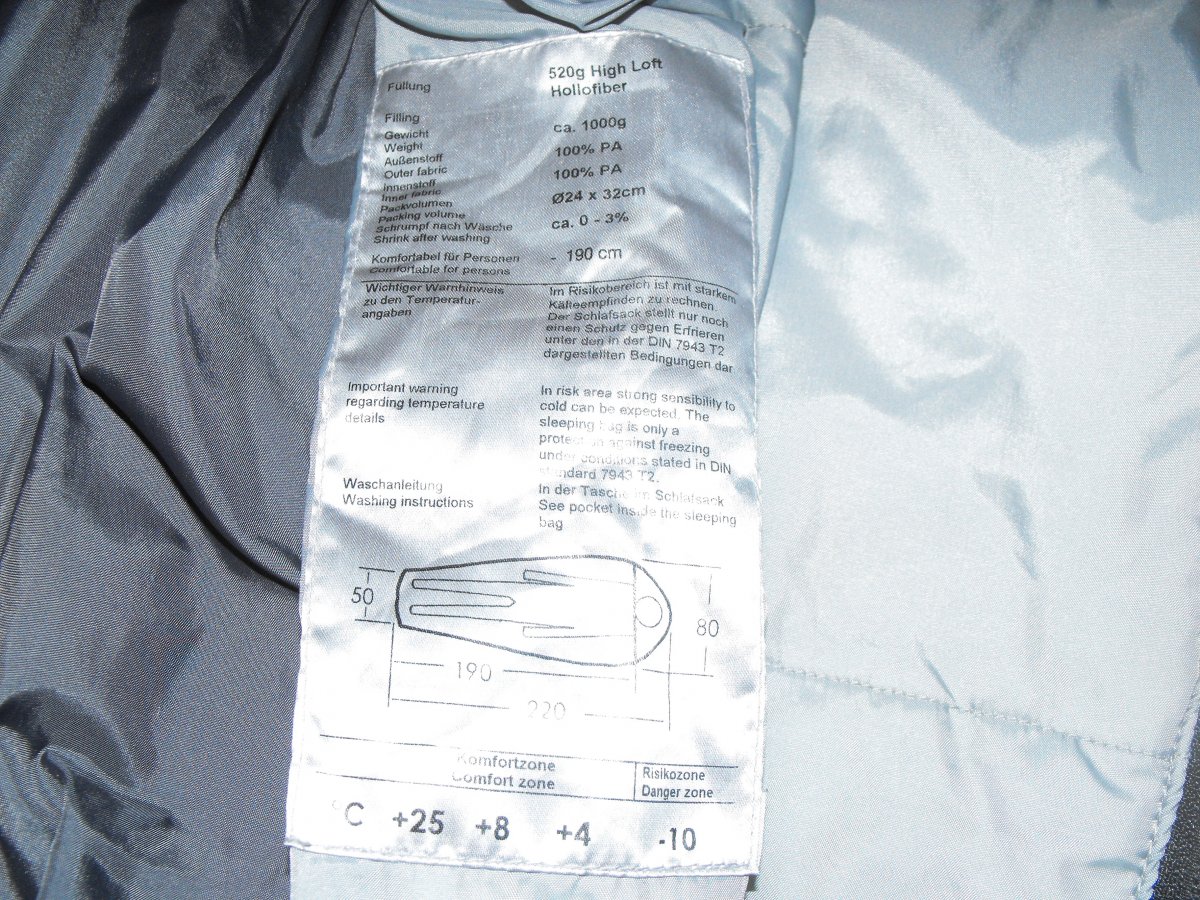 Füllung 520g High Loft
Hollofiber
Filling
Gewicht ca. 1000g
Weight
Außenstoff 100% PA
Outer fabric
Innenstoff 100% PA
Inner fabric
Packvolumen Ø24 x 32cm
Packing volume
Schrumpf nach Wäsche ca. 0 - 3%
Shrink after washing
Komfortabel für Personen - 190 cm
Comfortable for persons
Wichtiger Warnhinweis
zu den Temperatur-
angaben
Im Risikobereich ist mit starkem
Kälteempfinden zu rechnen.
Der Schlafsack stellt nur noch
einen Schutz gegen Erfrieren
unter den in der DIN 7943 T2
dargestellten Bedingungen dar
Important warning
regarding temperature
details
In risk area strong sensibility to
cold can be expected. The
sleeping bag is only a
protection against freezing
under conditions stated in DIN
standard 7943 T2.
Waschanleitung
Washing instructions
In der Tasche im Schlafsack
See pocket inside the sleeping
bag
50
80
190
220
Komfortzone
Comfort zone
Risikozone
Danger zone
°C +25 +8 +4 -10